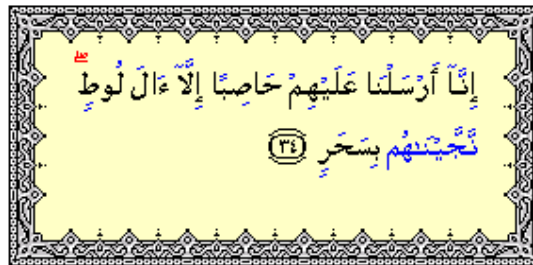 إِنَّآ أَرْسَلْنَا عَلَيْهِمْ حَاصِبًا إِلَّآ ءَالَ لُوطٍۖ
نَّجَّيْنَٰهُم بِسَحَرٍ ﴿٣٤﴾